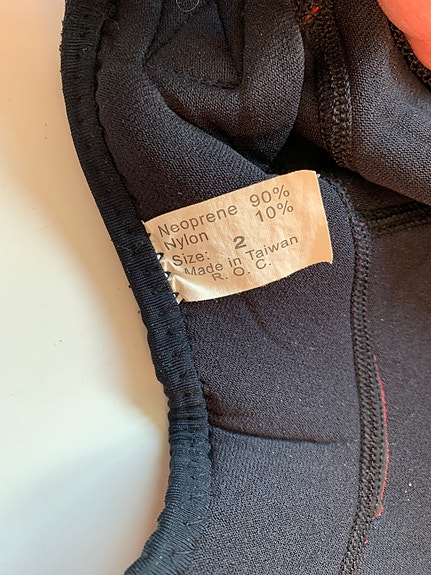 Neoprene 90%
Nylon 10%
Size: 2
Made in Taiwan
R. O. C.